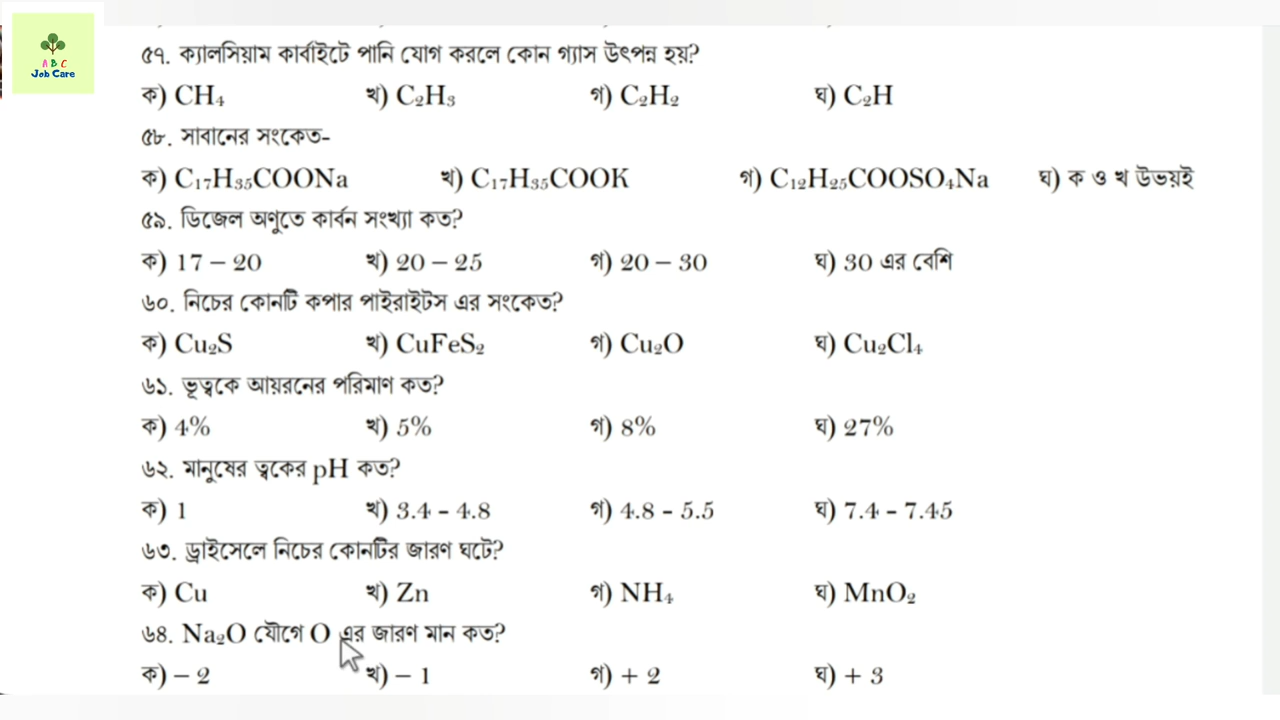 A B C
Job Care
৫৭. ক্যালসিয়াম কার্বাইটে পানি যোগ করলে কোন গ্যাস উৎপন্ন হয়?
ক) CH₄ খ) C₂H₃ গ) C₂H₂ ঘ) C₂H
৫৮. সাবানের সংকেত-
ক) C₁₇H₃₅COONa খ) C₁₇H₃₅COOK গ) C₁₂H₂₅COOSO₄Na ঘ) ক ও খ উভয়ই
৫৯. ডিজেল অণুতে কার্বন সংখ্যা কত?
ক) 17 – 20 খ) 20 – 25 গ) 20 – 30 ঘ) 30 এর বেশি
৬০. নিচের কোনটি কপার পাইরাইটস এর সংকেত?
ক) Cu₂S খ) CuFeS₂ গ) Cu₂O ঘ) Cu₂Cl₄
৬১. ভূত্বকে আয়রনের পরিমাণ কত?
ক) 4% খ) 5% গ) 8% ঘ) 27%
৬২. মানুষের ত্বকের pH কত?
ক) 1 খ) 3.4 – 4.8 গ) 4.8 – 5.5 ঘ) 7.4 – 7.45
৬৩. ড্রাইসেলে নিচের কোনটির জারণ ঘটে?
ক) Cu খ) Zn গ) NH₄ ঘ) MnO₂
৬৪. Na₂O যৌগে O এর জারণ মান কত?
ক) – 2 খ) – 1 গ) + 2 ঘ) + 3